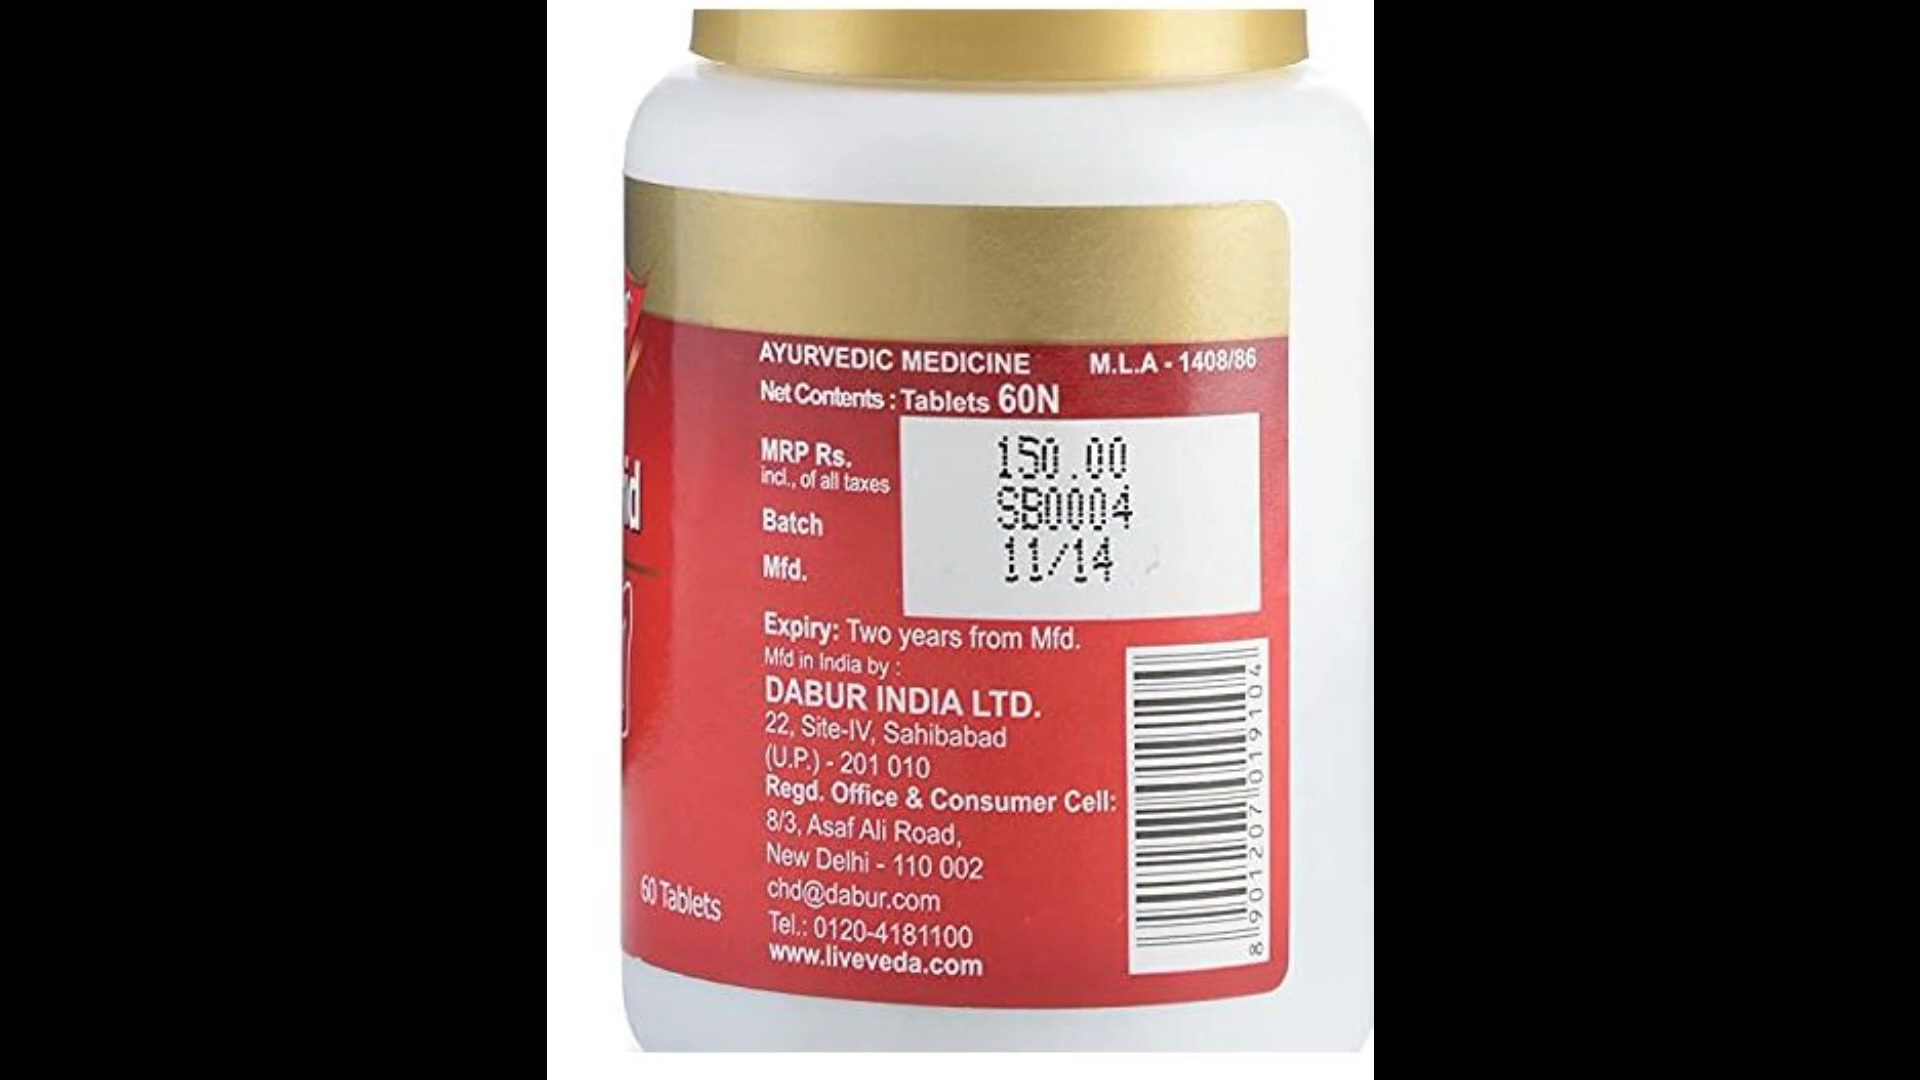 AYURVEDIC MEDICINE M.L.A - 1408/86
Net Contents : Tablets 60N
MRP Rs. 150.00
incl., of all taxes
Batch SB0004
Mfd. 11/14
Expiry: Two years from Mfd.
Mfd in India by :
DABUR INDIA LTD.
22, Site-IV, Sahibabad
(U.P.) - 201 010
Regd. Office & Consumer Cell:
8/3, Asaf Ali Road,
New Delhi - 110 002
chd@dabur.com
Tel.: 0120-4181100
www.liveveda.com
8901207019104
60 Tablets